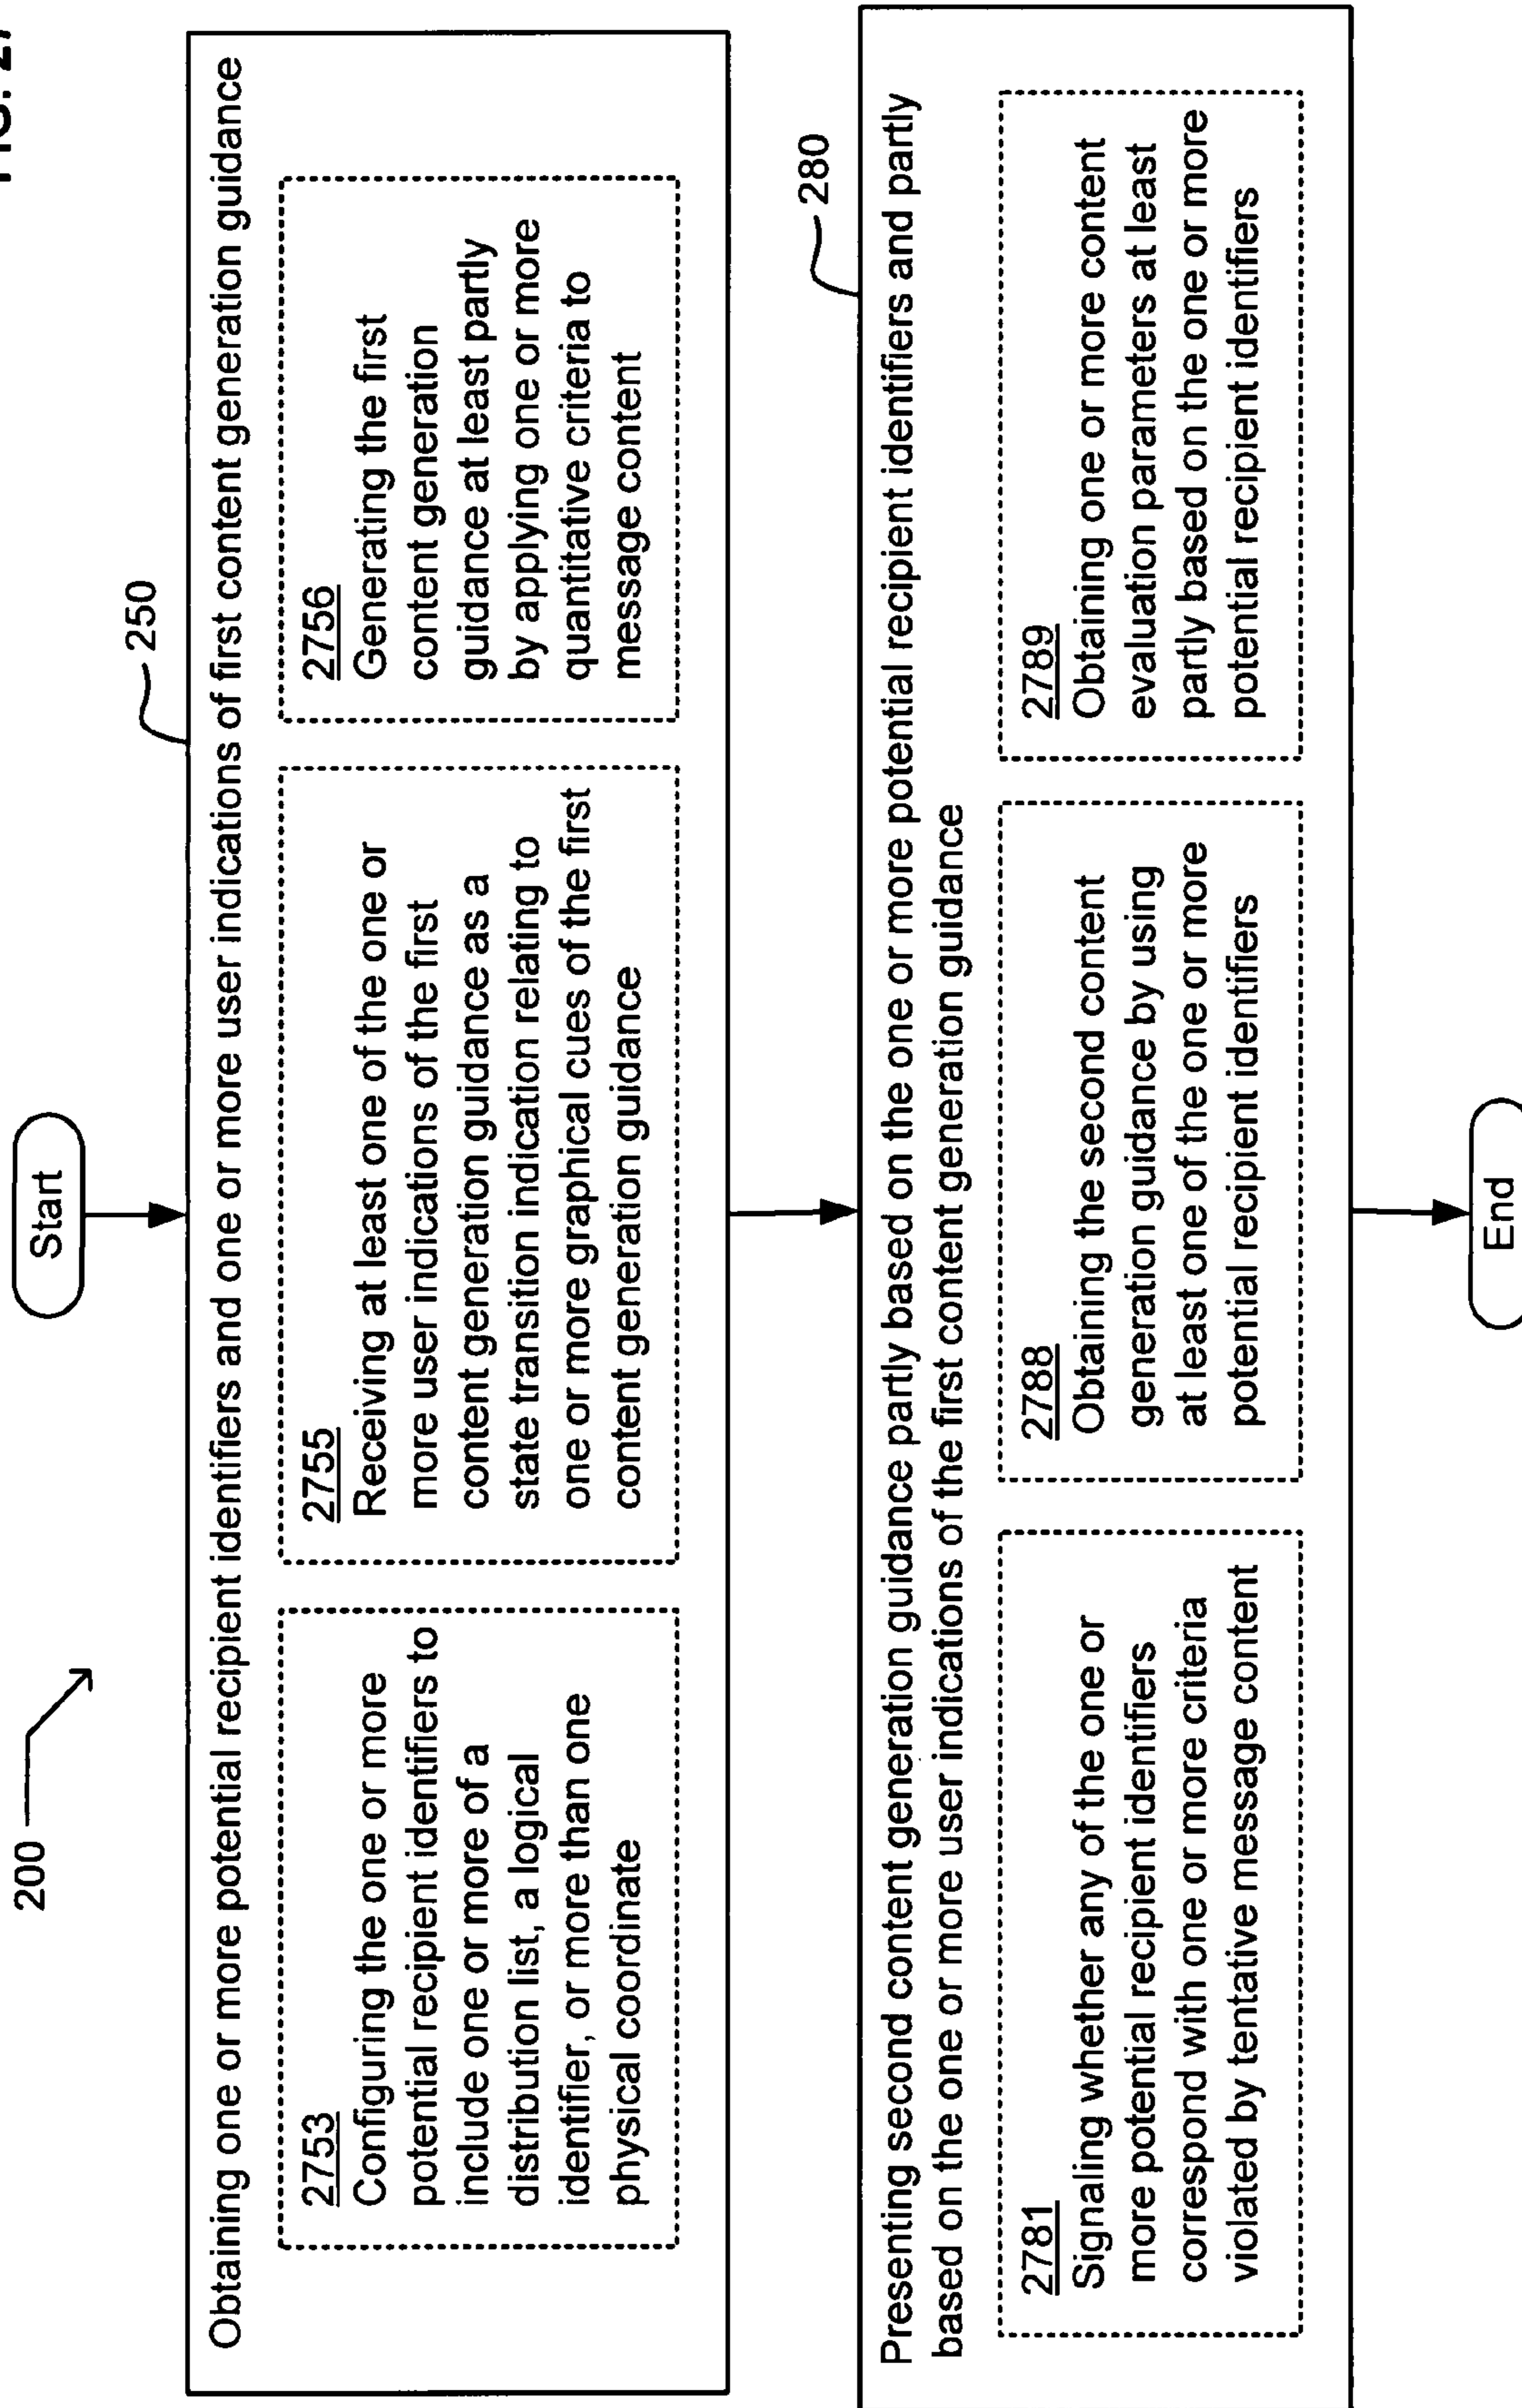 FIG. 27
200
Start
250
Obtaining one or more potential recipient identifiers and one or more user indications of first content generation guidance
2753
Configuring the one or more
potential recipient identifiers to
include one or more of a
distribution list, a logical
identifier, or more than one
physical coordinate
2755
Receiving at least one of the one or
more user indications of the first
content generation guidance as a
state transition indication relating to
one or more graphical cues of the first
content generation guidance
2756
Generating the first
content generation
guidance at least partly
by applying one or more
quantitative criteria to
message content
280
Presenting second content generation guidance partly based on the one or more potential recipient identifiers and partly
based on the one or more user indications of the first content generation guidance
2781
Signaling whether any of the one or
more potential recipient identifiers
correspond with one or more criteria
violated by tentative message content
2788
Obtaining the second content
generation guidance by using
at least one of the one or more
potential recipient identifiers
2789
Obtaining one or more content
evaluation parameters at least
partly based on the one or more
potential recipient identifiers
End